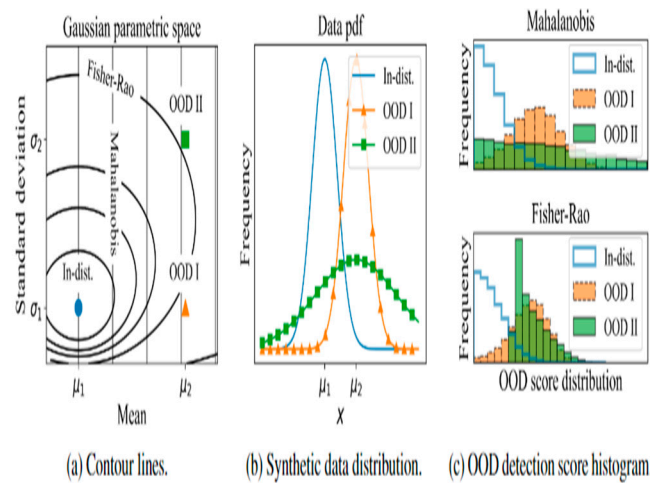 Gaussian parametric space
Standard deviation
σ2
σ1
Fisher-Rao
Mahalanobis
OOD II
In-dist.
OOD I
μ1
μ2
Mean
(a) Contour lines.
Data pdf
Frequency
In-dist.
OOD I
OOD II
μ1
μ2
X
(b) Synthetic data distribution.
Mahalanobis
Frequency
In-dist.
OOD I
OOD II
Fisher-Rao
Frequency
In-dist.
OOD I
OOD II
OOD score distribution
(c) OOD detection score histogram